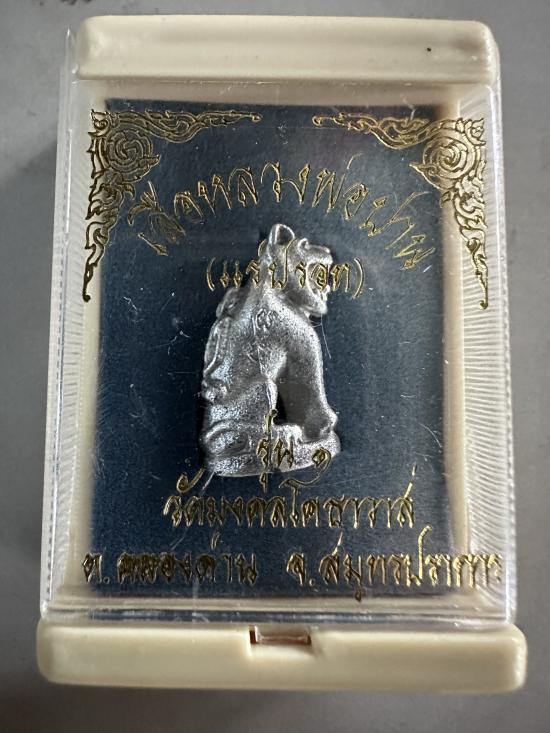 เสือหลวงพ่อปาน
(แร่ปรอท)
รุ่น ๑
วัดมงคลโคธาวาส
ต.คลองด่าน จ.สมุทรปราการ